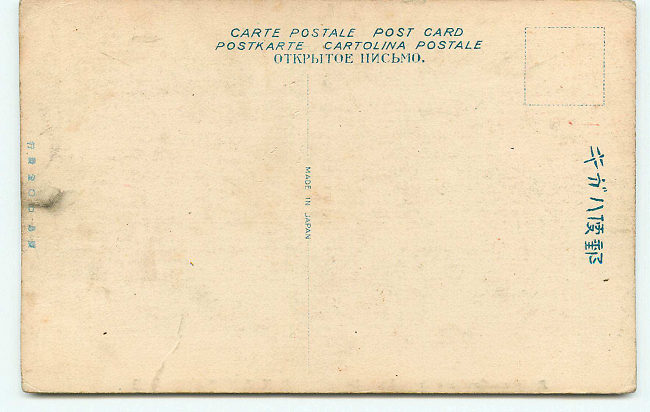 CARTE POSTALE POST CARD
POSTKARTE CARTOLINA POSTALE
ОТКРЫТОЕ ПИСЬМО.
MADE IN JAPAN
郵便ハガキ